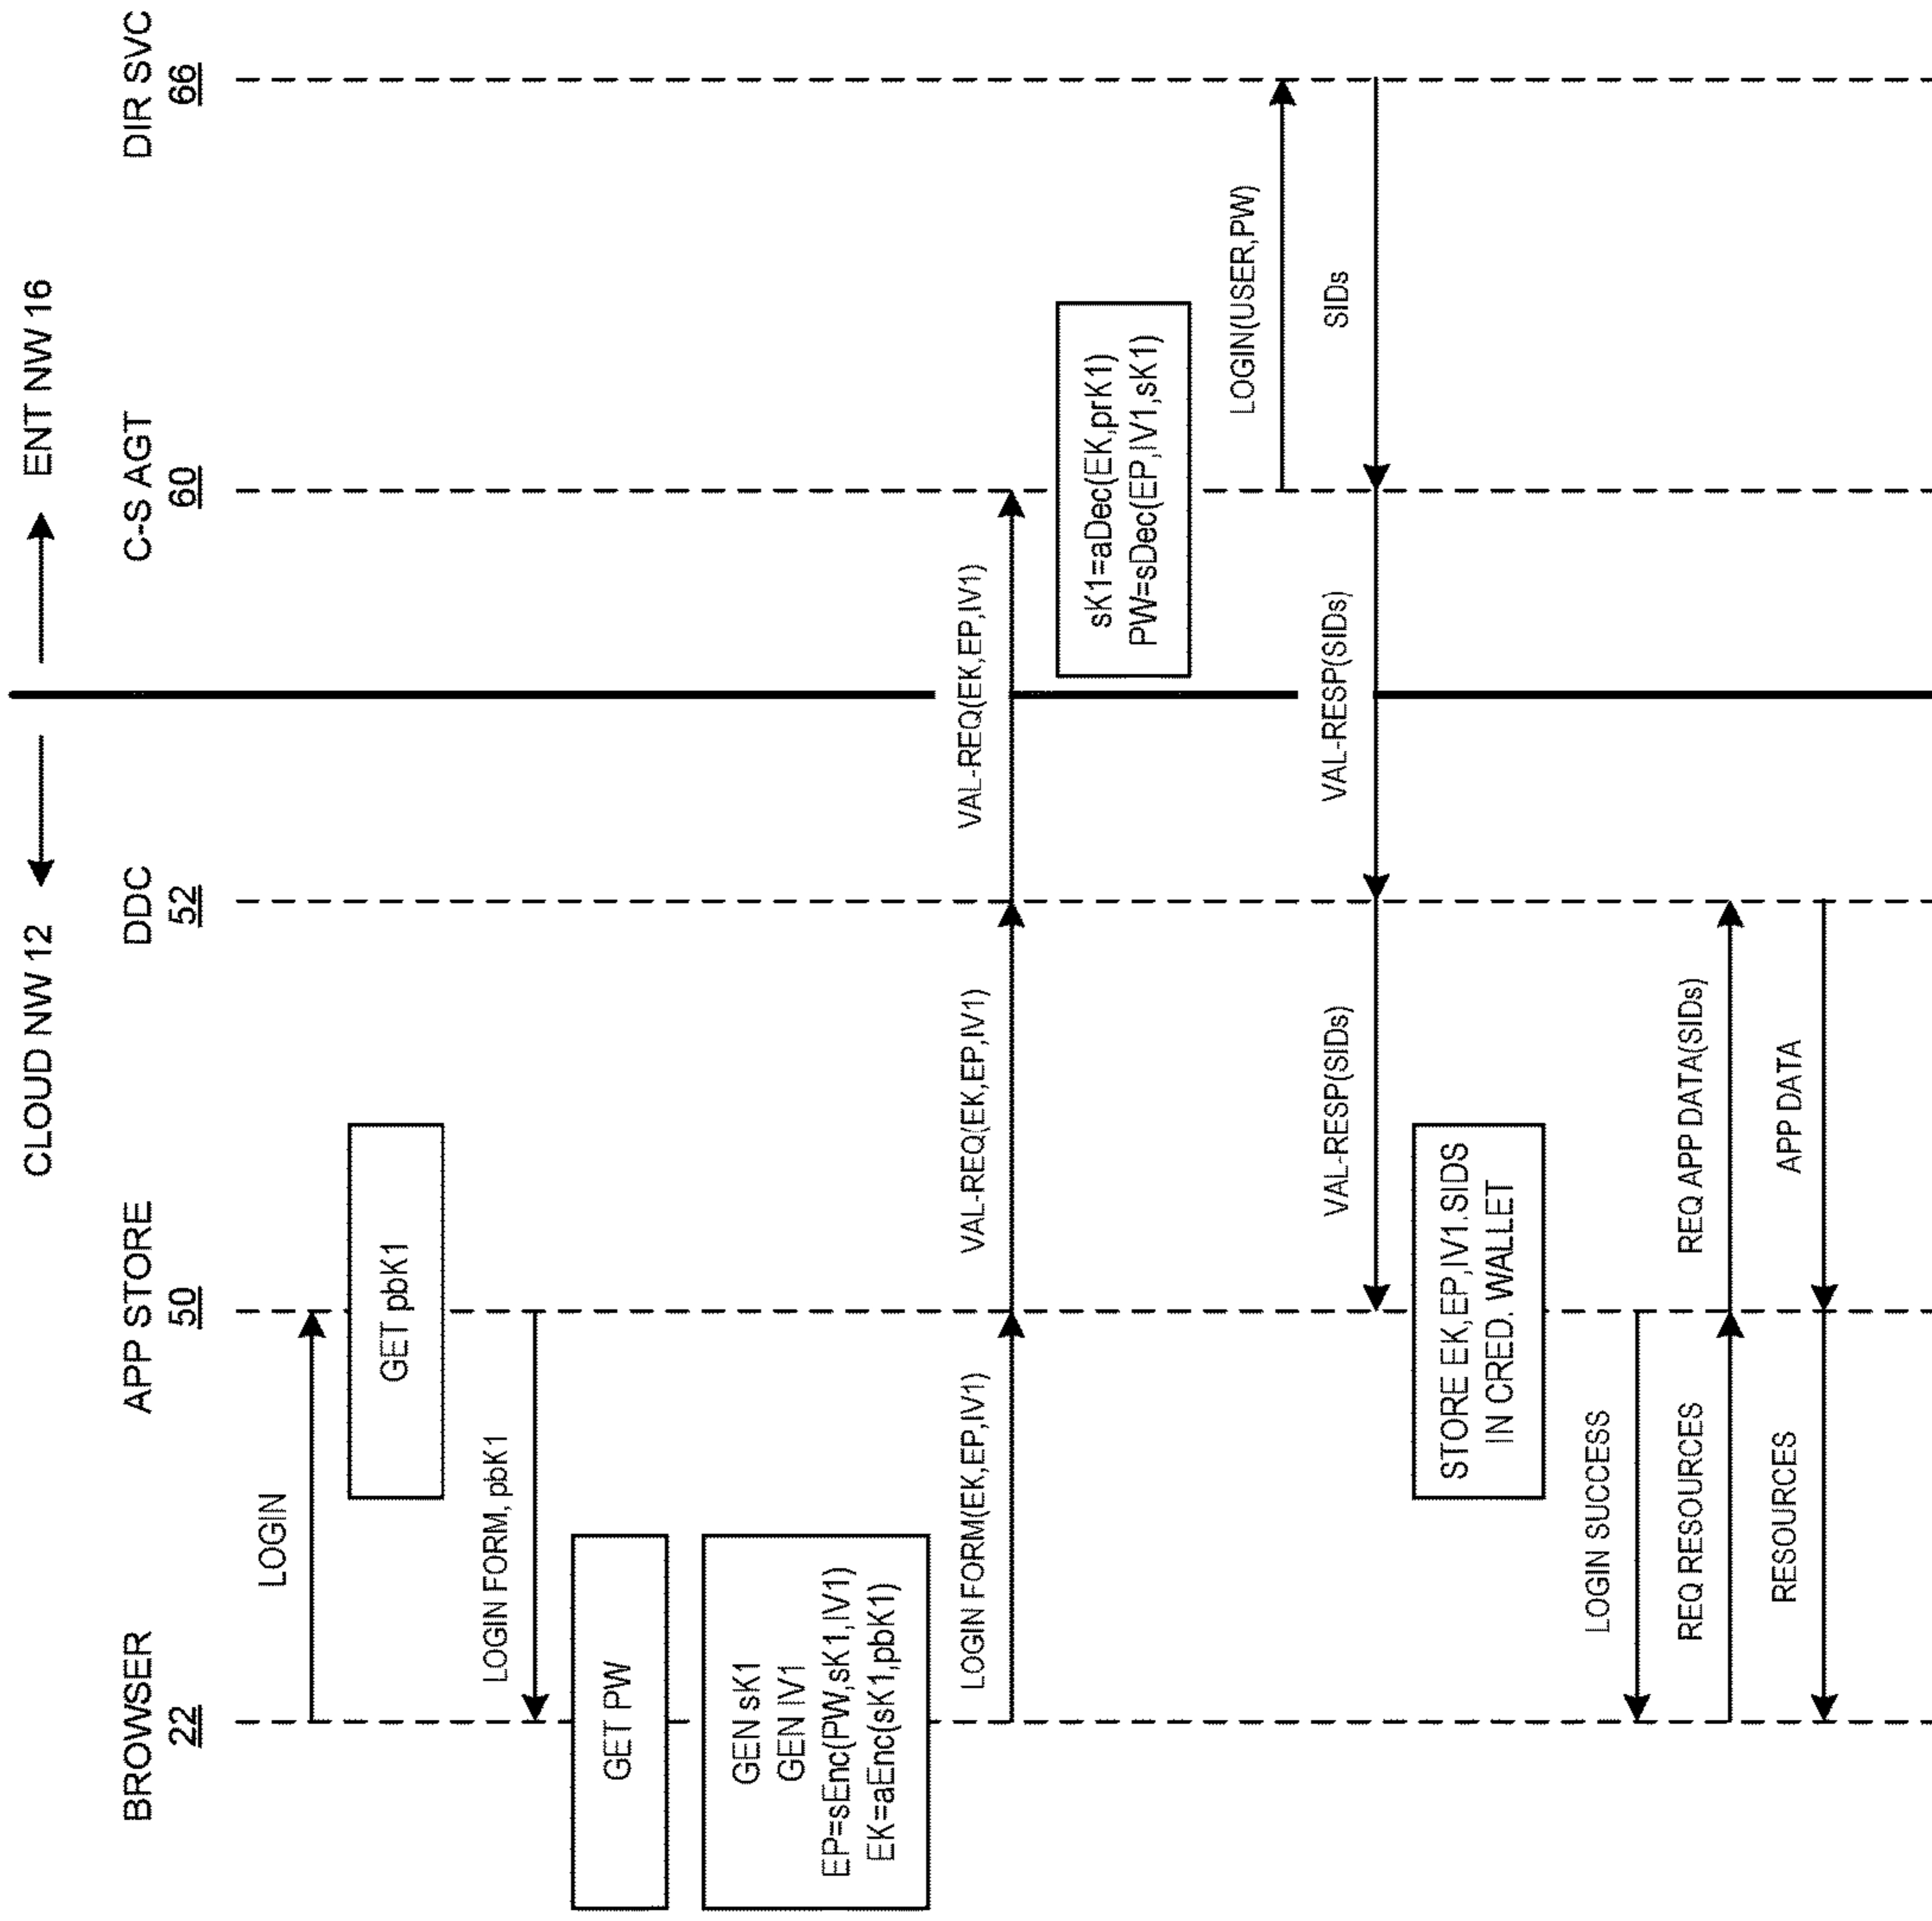 CLOUD NW 12
ENT NW 16
BROWSER
22
APP STORE
50
DDC
52
C-S AGT
60
DIR SVC
66
LOGIN
GET pbK1
LOGIN FORM, pbK1
GET PW
GEN sK1
GEN IV1
EP=sEnc(PW,sK1,IV1)
EK=aEnc(sK1,pbK1)
LOGIN FORM(EK,EP,IV1)
VAL-REQ(EK,EP,IV1)
VAL-REQ(EK,EP,IV1)
sK1=aDec(EK,prK1)
PW=sDec(EP,IV1,sK1)
LOGIN(USER,PW)
SIDs
VAL-RESP(SIDs)
VAL-RESP(SIDs)
STORE EK,EP,IV1.SIDS
IN CRED. WALLET
LOGIN SUCCESS
REQ RESOURCES
REQ APP DATA(SIDs)
RESOURCES
APP DATA